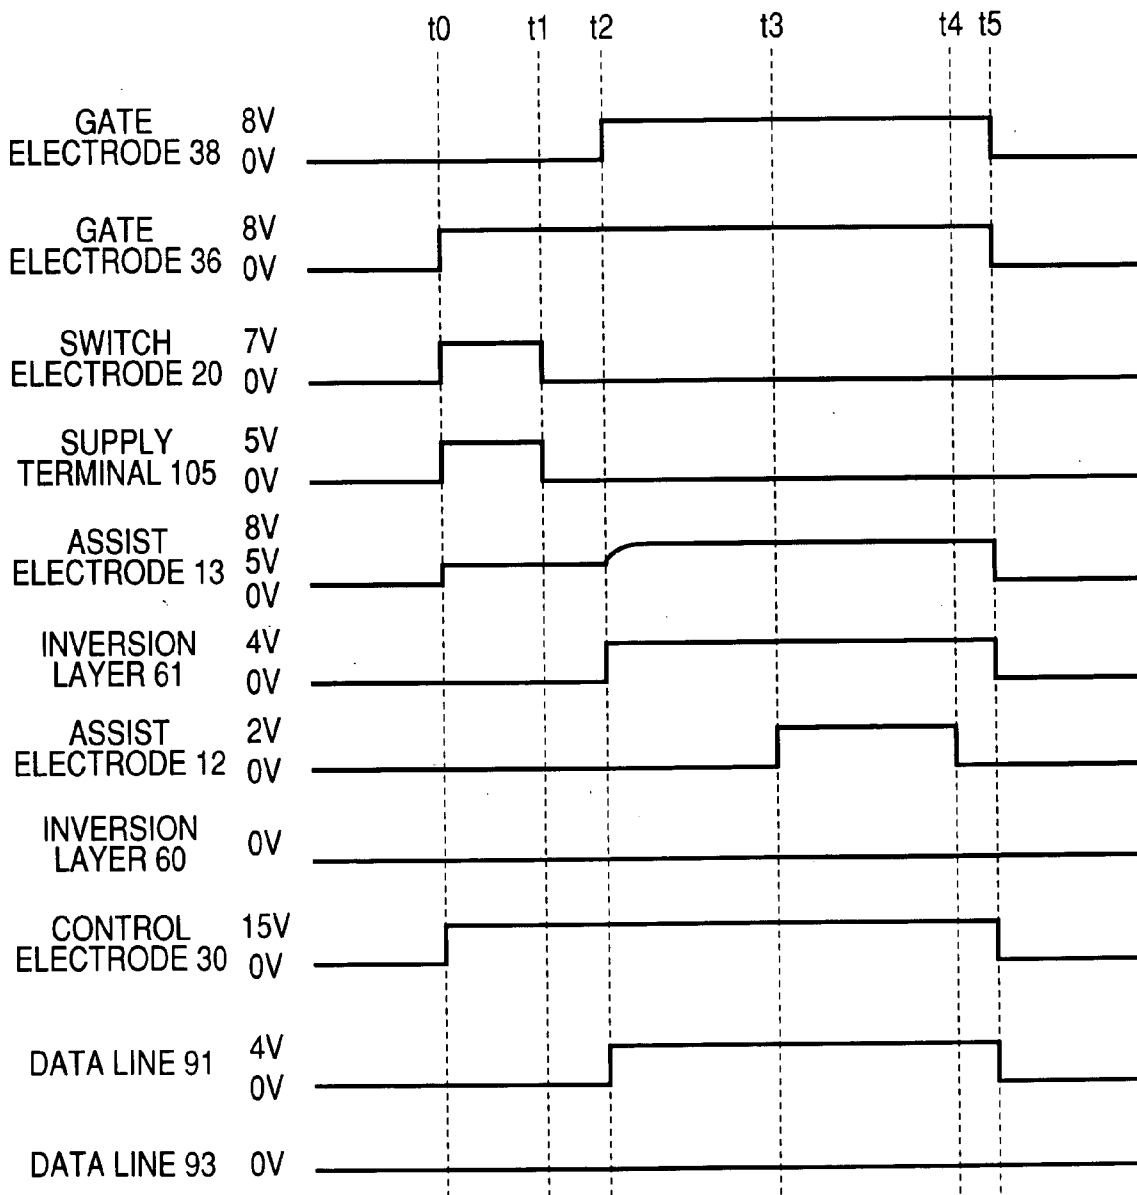 t0 t1 t2 t3 t4 t5
GATE
ELECTRODE 38
8V
0V
GATE
ELECTRODE 36
8V
0V
SWITCH
ELECTRODE 20
7V
0V
SUPPLY
TERMINAL 105
5V
0V
ASSIST
ELECTRODE 13
8V
5V
0V
INVERSION
LAYER 61
4V
0V
ASSIST
ELECTRODE 12
2V
0V
INVERSION
LAYER 60
0V
CONTROL
ELECTRODE 30
15V
0V
DATA LINE 91
4V
0V
DATA LINE 93 0V